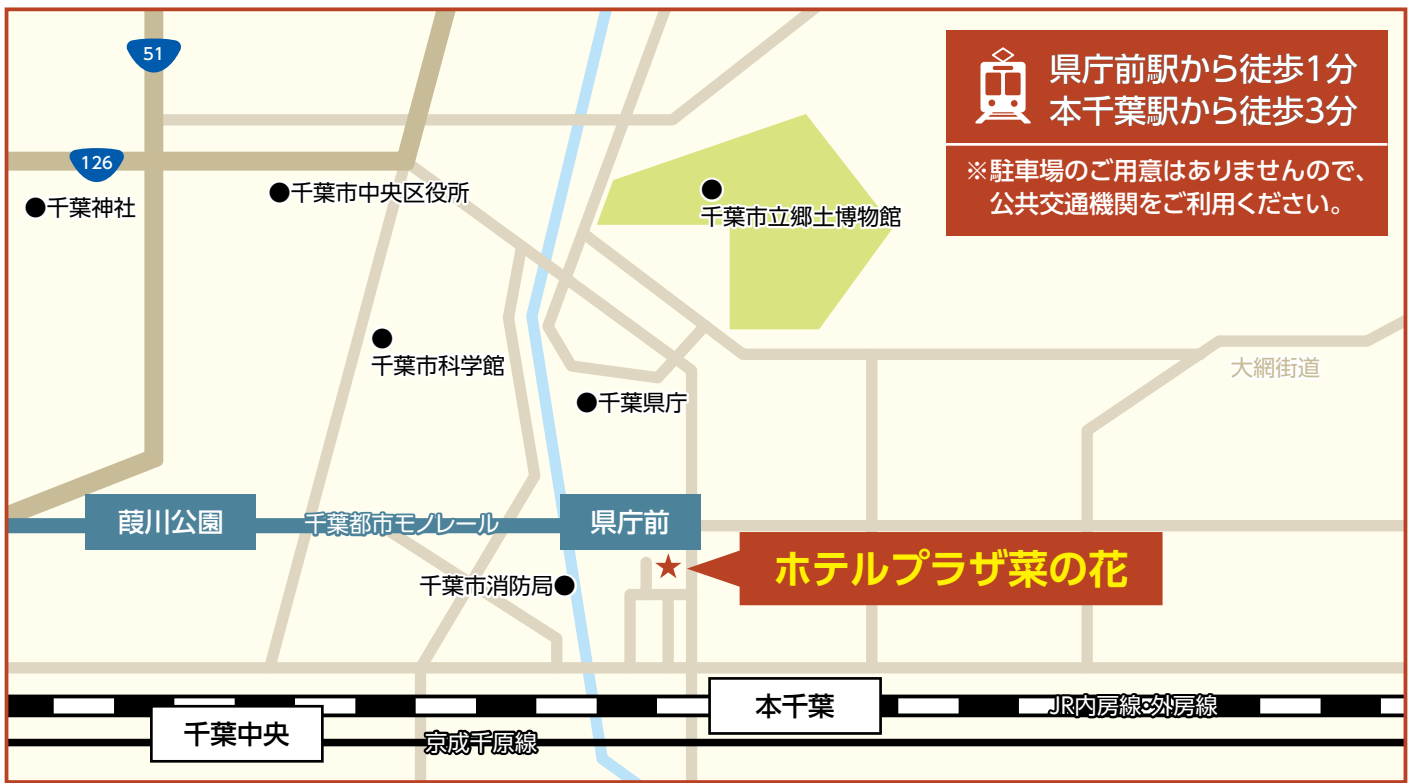 51
県庁前駅から徒歩1分
本千葉駅から徒歩3分
126
※駐車場のご用意はありませんので、
公共交通機関をご利用ください。
千葉神社
千葉市中央区役所
千葉市立郷土博物館
千葉市科学館
大網街道
千葉県庁
葭川公園
千葉都市モノレール
県庁前
ホテルプラザ菜の花
千葉市消防局
本千葉
JR内房線・外房線
千葉中央
京成千原線